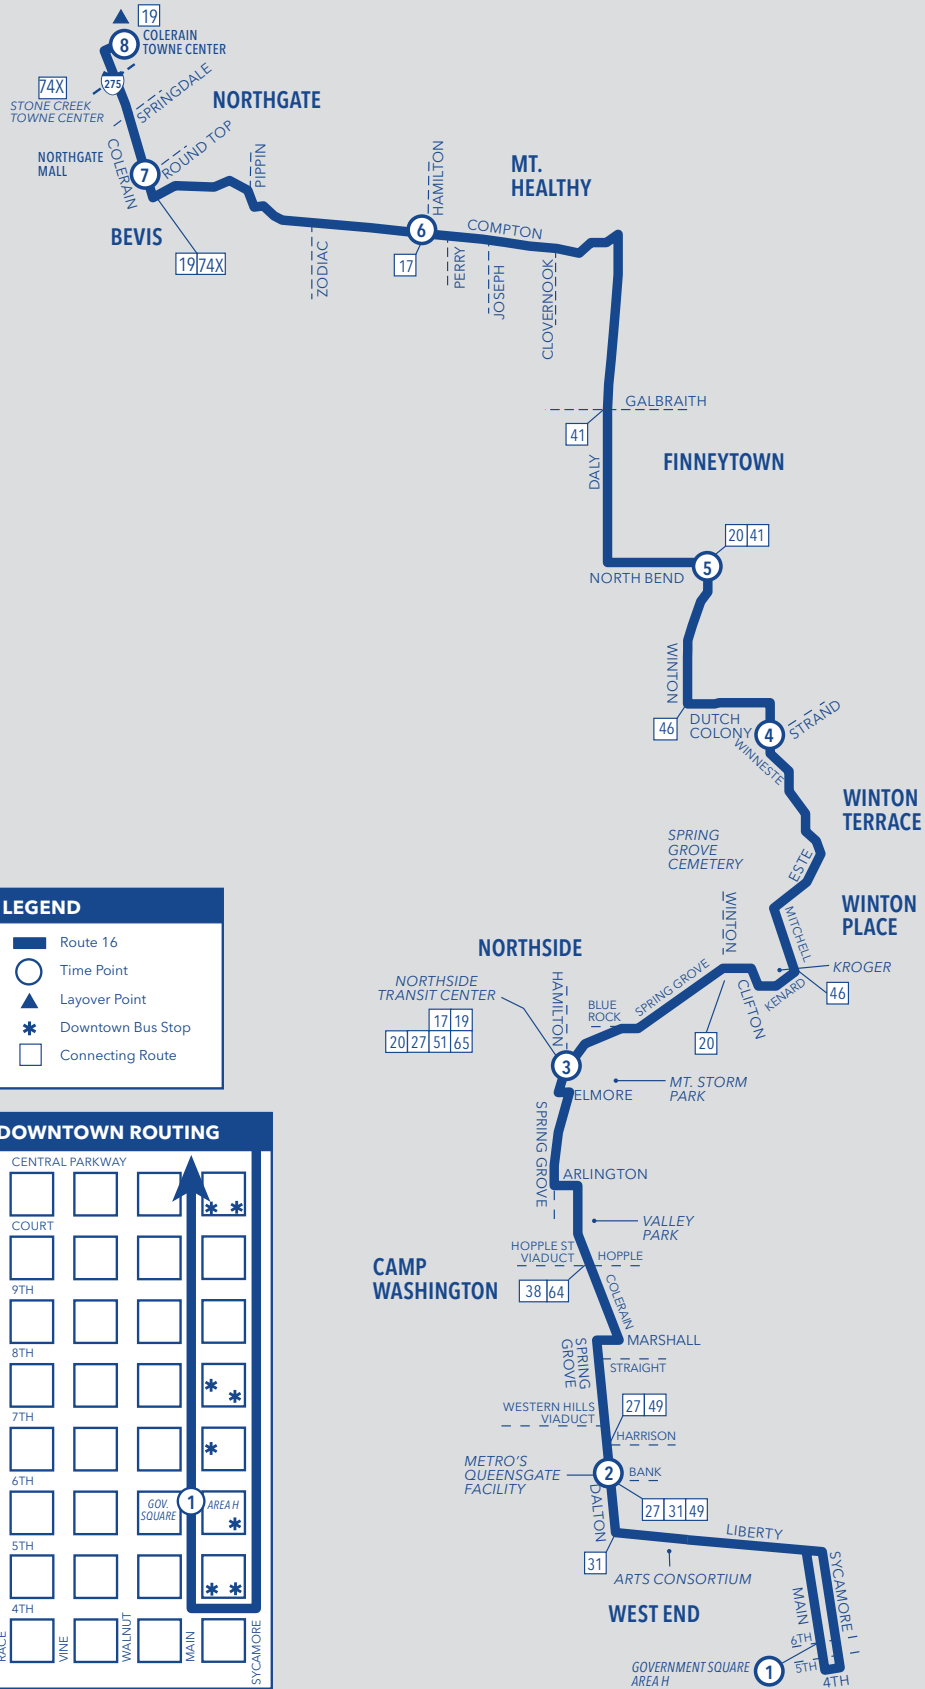 19
8
COLERAIN
TOWNE CENTER
275
74X
STONE CREEK
TOWNE CENTER
SPRINGDALE
NORTHGATE
COLERAIN
NORTHGATE
MALL
7
ROUND TOP
PIPPIN
BEVIS
19 74X
ZODIAC
HAMILTON
6
17
MT.
HEALTHY
COMPTON
PERRY
JOSEPH
CLOVERNOOK
GALBRAITH
41
DALY
FINNEYTOWN
20 41
5
NORTH BEND
WINTON
46
DUTCH
COLONY
4
STRAND
WINNESTE
WINTON
TERRACE
SPRING
GROVE
CEMETERY
ESTE
WINTON
PLACE
MITCHELL
WINTON
KROGER
KENARD
46
CLIFTON
20
NORTHSIDE
NORTHSIDE
TRANSIT CENTER
17 19
20 27 51 65
HAMILTON
BLUE
ROCK
SPRING GROVE
3
MT. STORM
PARK
ELMORE
SPRING GROVE
ARLINGTON
VALLEY
PARK
HOPPLE ST
VIADUCT
HOPPLE
CAMP
WASHINGTON
38 64
COLERAIN
MARSHALL
SPRING
GROVE
STRAIGHT
27 49
WESTERN HILLS
VIADUCT
HARRISON
METRO'S
QUEENSGATE
FACILITY
2
BANK
27 31 49
DALTON
LIBERTY
31
ARTS CONSORTIUM
WEST END
MAIN
SYCAMORE
6TH
5TH
4TH
GOVERNMENT SQUARE
AREA H
1
LEGEND
Route 16
Time Point
Layover Point
Downtown Bus Stop
Connecting Route
DOWNTOWN ROUTING
CENTRAL PARKWAY
COURT
9TH
8TH
7TH
6TH
GOV.
SQUARE
1
AREA H
5TH
4TH
RACE
VINE
WALNUT
MAIN
SYCAMORE